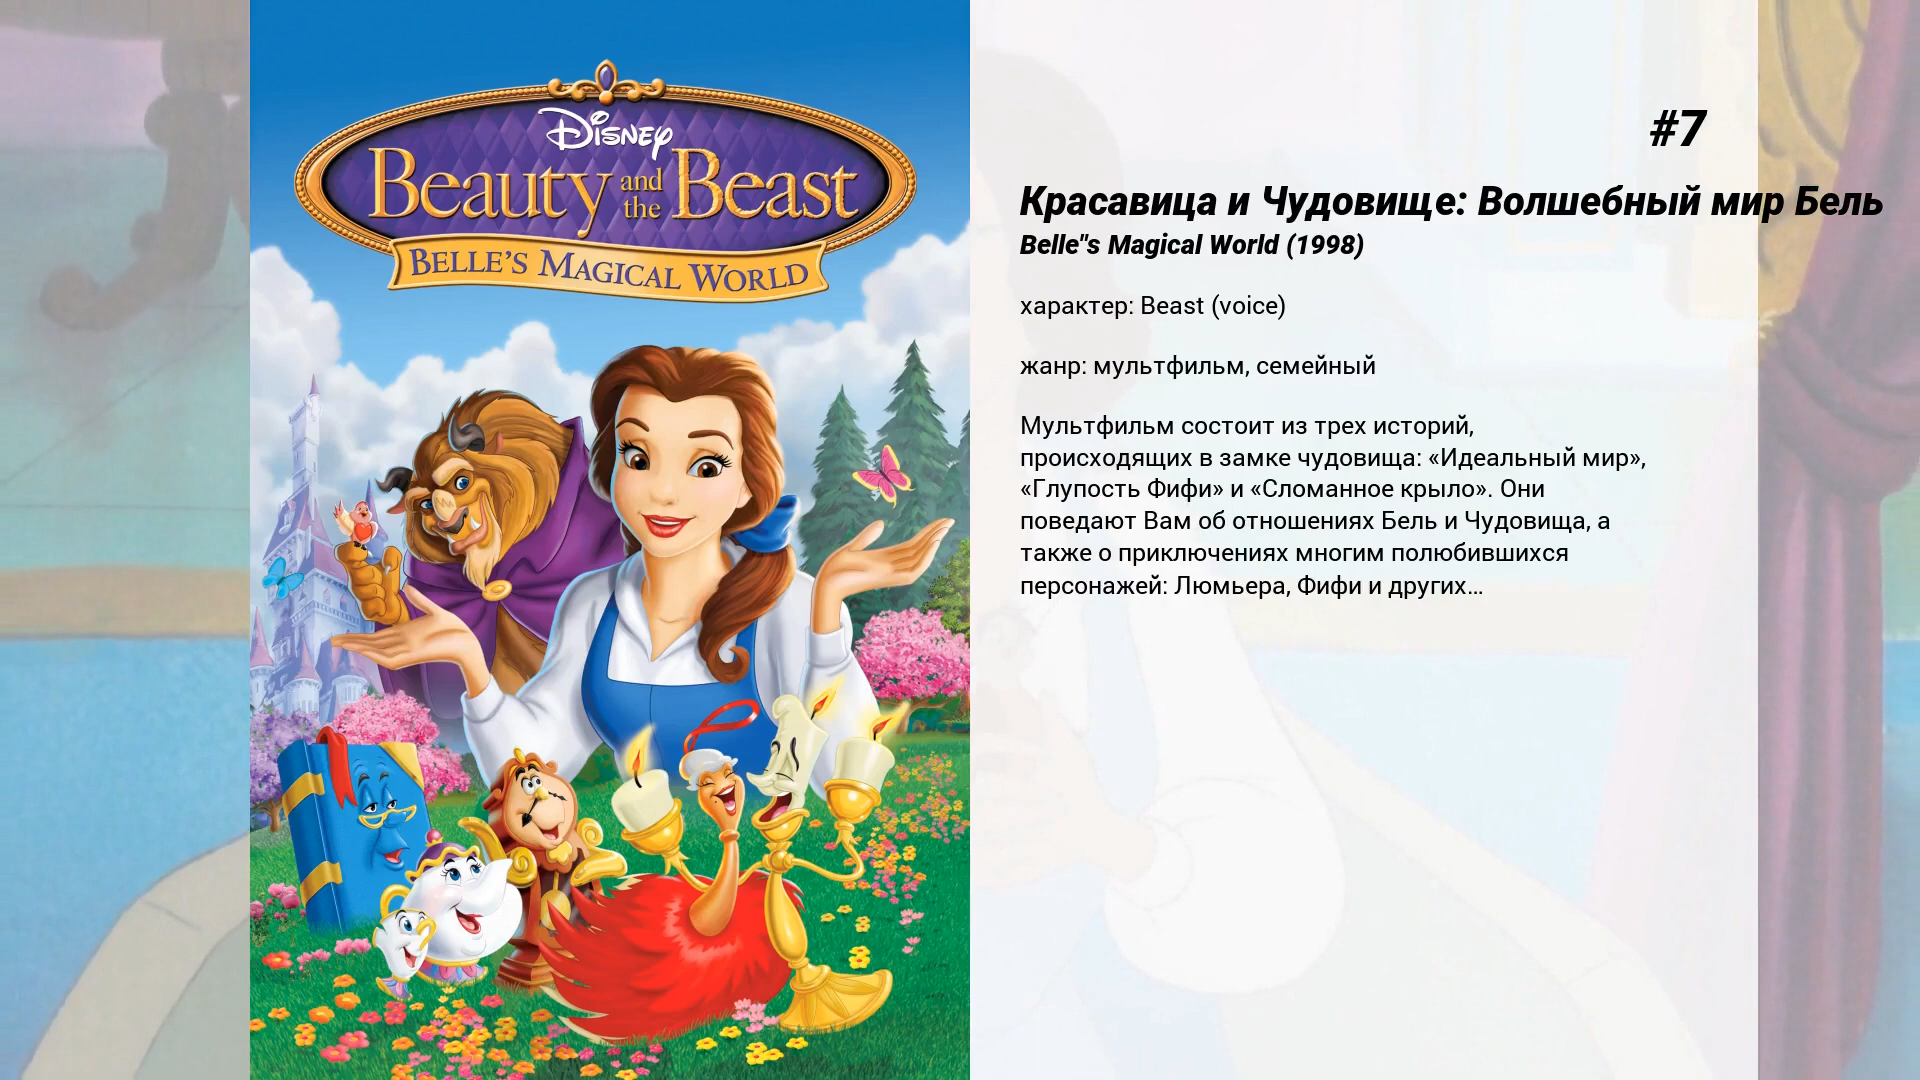 Disney
Beauty and the Beast
BELLE'S MAGICAL WORLD
#7
Красавица и Чудовище: Волшебный мир Бель
Belle"s Magical World (1998)
характер: Beast (voice)
жанр: мультфильм, семейный
Мультфильм состоит из трех историй,
происходящих в замке чудовища: «Идеальный мир»,
«Глупость Фифи» и «Сломанное крыло». Они
поведают Вам об отношениях Бель и Чудовища, а
также о приключениях многим полюбившихся
персонажей: Люмьера, Фифи и других...